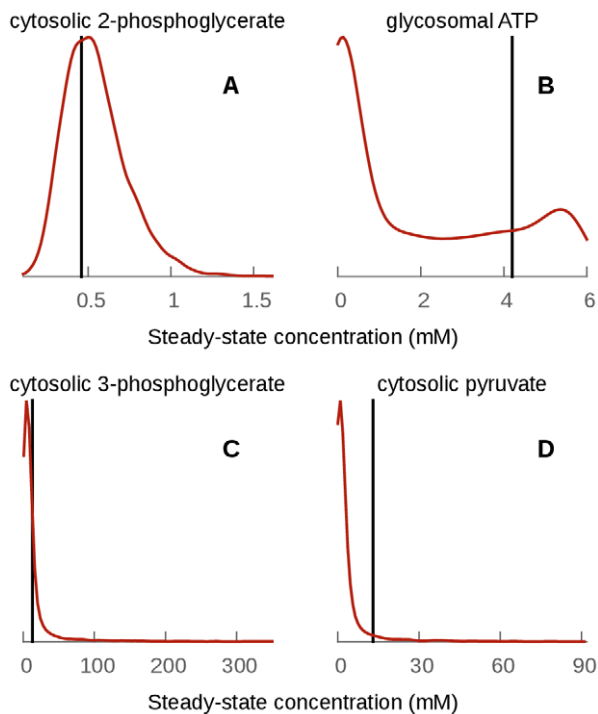 cytosolic 2-phosphoglycerate
glycosomal ATP
A
B
0.5 1 1.5
0 2 4 6
Steady-state concentration (mM)
cytosolic 3-phosphoglycerate
cytosolic pyruvate
C
D
0 100 200 300
0 30 60 90
Steady-state concentration (mM)